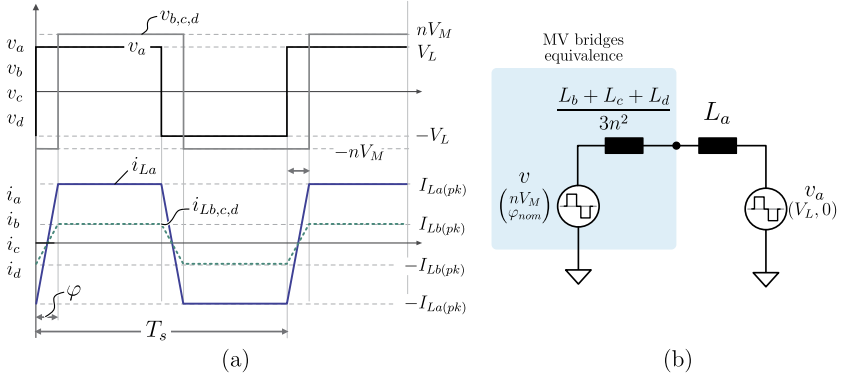 v_{b,c,d}
nV_M
v_a
v_a
V_L
v_b
v_c
v_d
-V_L
-nV_M
i_{La}
I_{La(pk)}
i_a
i_b
i_{Lb,c,d}
I_{Lb(pk)}
i_c
i_d
-I_{Lb(pk)}
φ
-I_{La(pk)}
T_s
(a)
MV bridges
equivalence
\frac{L_b + L_c + L_d}{3n^2}
L_a
v
(nV_M
φ_{nom})
v_a
(V_L, 0)
(b)